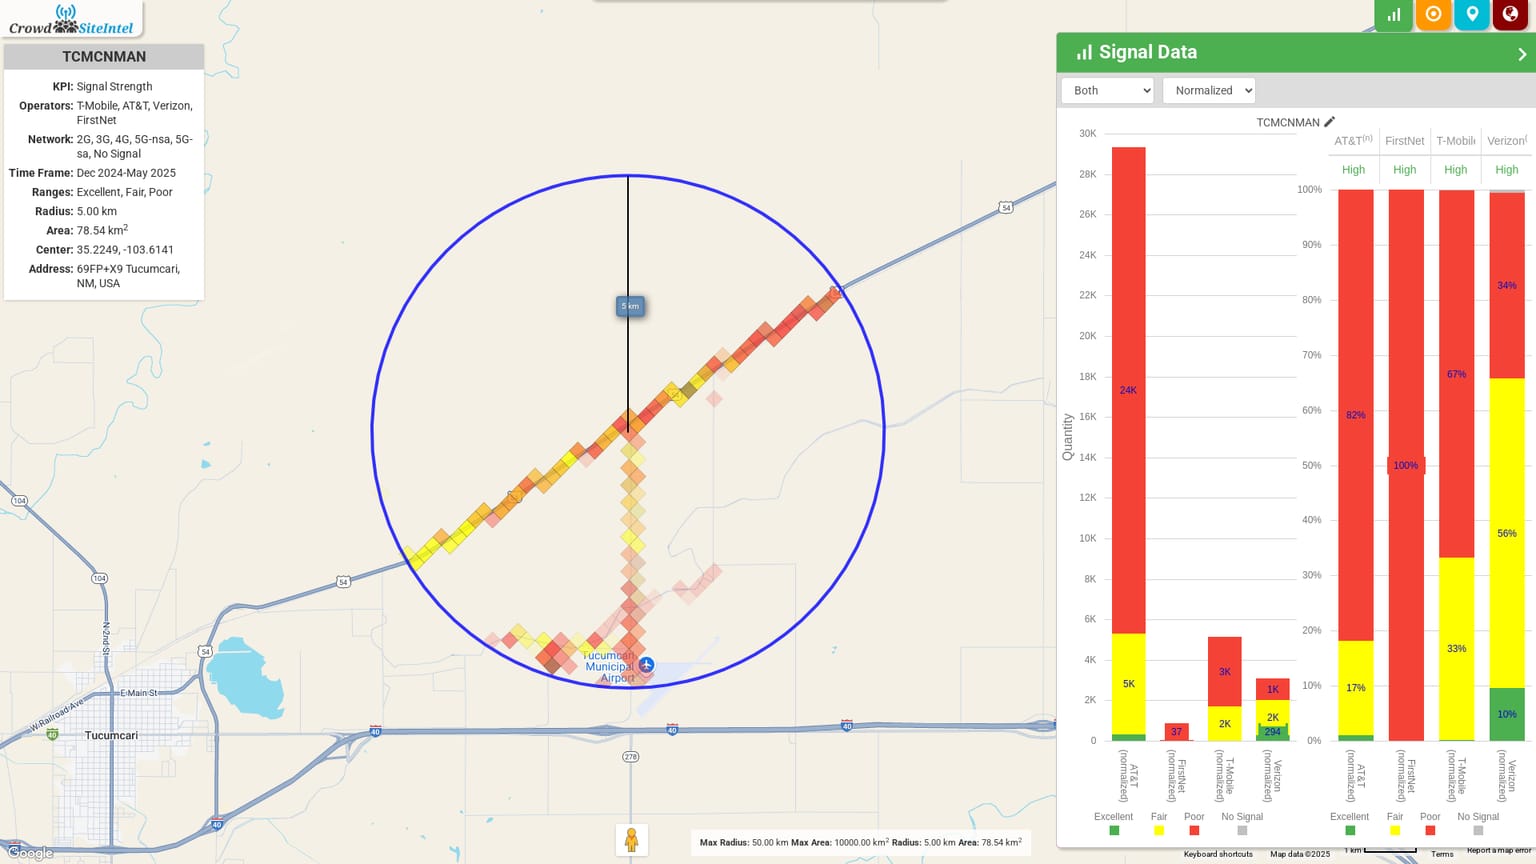 Crowd SiteIntel
TCMCNMAN
KPI: Signal Strength
Operators: T-Mobile, AT&T, Verizon,
FirstNet
Network: 2G, 3G, 4G, 5G-nsa, 5G-
sa, No Signal
Time Frame: Dec 2024-May 2025
Ranges: Excellent, Fair, Poor
Radius: 5.00 km
Area: 78.54 km²
Center: 35.2249, -103.6141
Address: 69FP+X9 Tucumcari,
NM, USA
5 km
54
54
54
54
54
104
104
N 2nd St
E Main St
W Railroad Ave
40
Tucumcari
Tucumcari
Municipal
Airport
40
40
40
40
40
278
Google
Max Radius: 50.00 km Max Area: 10000.00 km² Radius: 5.00 km Area: 78.54 km²
Signal Data
Both
Normalized
TCMCNMAN
Quantity
30K
28K
26K
24K
22K
20K
18K
16K
14K
12K
10K
8K
6K
4K
2K
0
24K
5K
37
3K
2K
1K
2K
294
AT&T
(normalized)
FirstNet
(normalized)
T-Mobile
(normalized)
Verizon
(normalized)
Excellent
Fair
Poor
No Signal
AT&T(n)
FirstNet
T-Mobile
Verizon(
High
High
High
High
100%
90%
80%
70%
60%
50%
40%
30%
20%
10%
0%
82%
17%
100%
67%
33%
34%
56%
10%
AT&T
(normalized)
FirstNet
(normalized)
T-Mobile
(normalized)
Verizon
(normalized)
Excellent
Fair
Poor
No Signal
Keyboard shortcuts
Map data ©2025
1 km
Terms
Report a map error